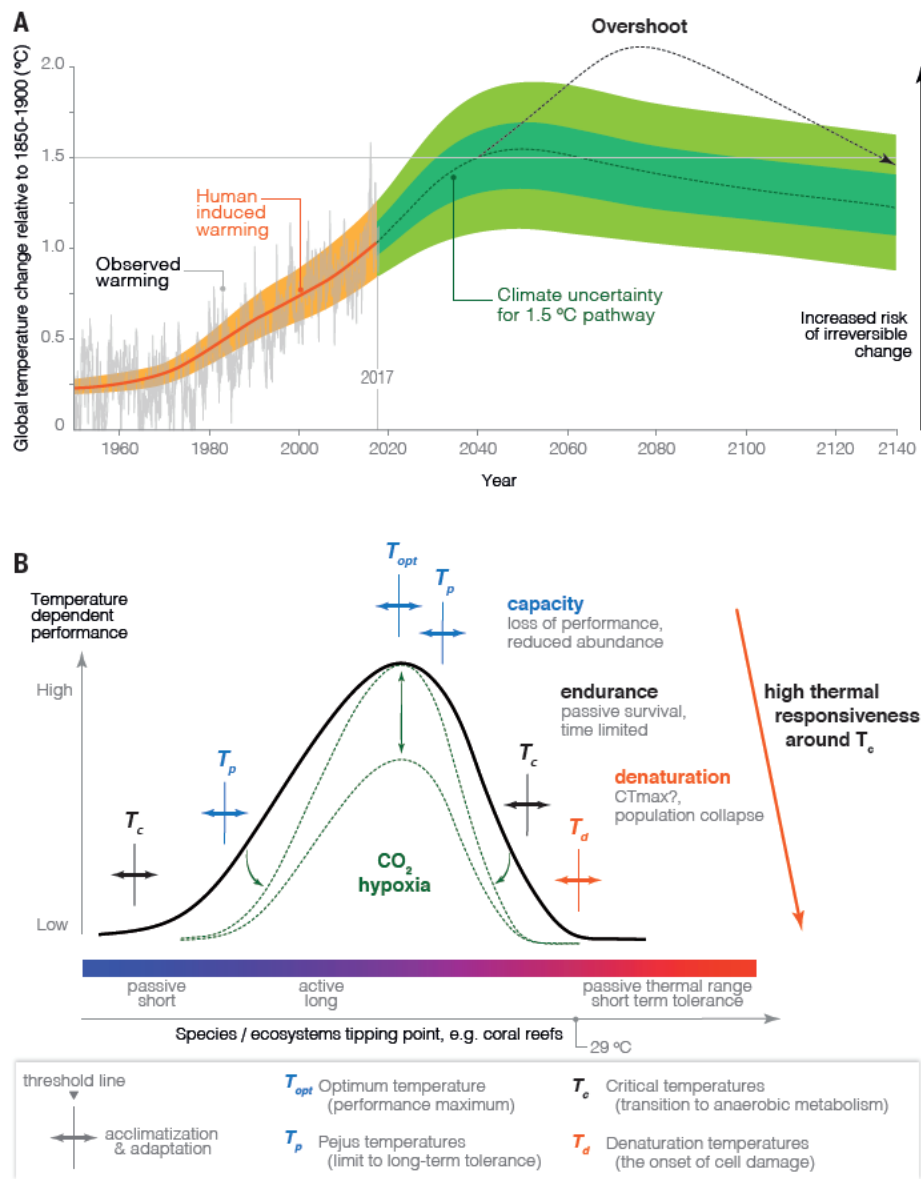 A
Overshoot
Global temperature change relative to 1850-1900 (ºC)
2.0
1.5
1.0
0.5
0
Human
induced
warming
Observed
warming
Climate uncertainty
for 1.5 ºC pathway
Increased risk
of irreversible
change
2017
1960
1980
2000
2020
2040
2060
2080
2100
2120
2140
Year
B
Temperature
dependent
performance
High
Low
Topt
Tp
capacity
loss of performance,
reduced abundance
endurance
passive survival,
time limited
high thermal
responsiveness
around Tc
Tp
Tc
denaturation
CTmax?,
population collapse
Tc
Td
CO2
hypoxia
passive
short
active
long
passive thermal range
short term tolerance
Species / ecosystems tipping point, e.g. coral reefs
29 ºC
threshold line
acclimatization
& adaptation
Topt Optimum temperature
(performance maximum)
Tp Pejus temperatures
(limit to long-term tolerance)
Tc Critical temperatures
(transition to anaerobic metabolism)
Td Denaturation temperatures
(the onset of cell damage)